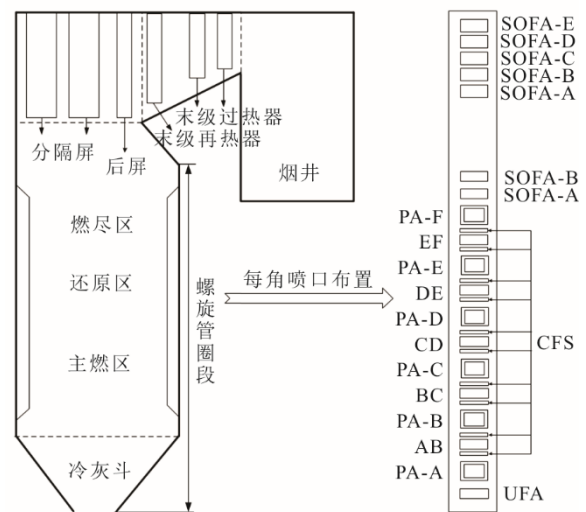 末级过热器
末级再热器
分隔屏
后屏
烟井
燃尽区
还原区
主燃区
冷灰斗
螺旋管圈段
每角喷口布置
SOFA-E
SOFA-D
SOFA-C
SOFA-B
SOFA-A
SOFA-B
SOFA-A
PA-F
EF
PA-E
DE
PA-D
CD
CFS
PA-C
BC
PA-B
AB
PA-A
UFA